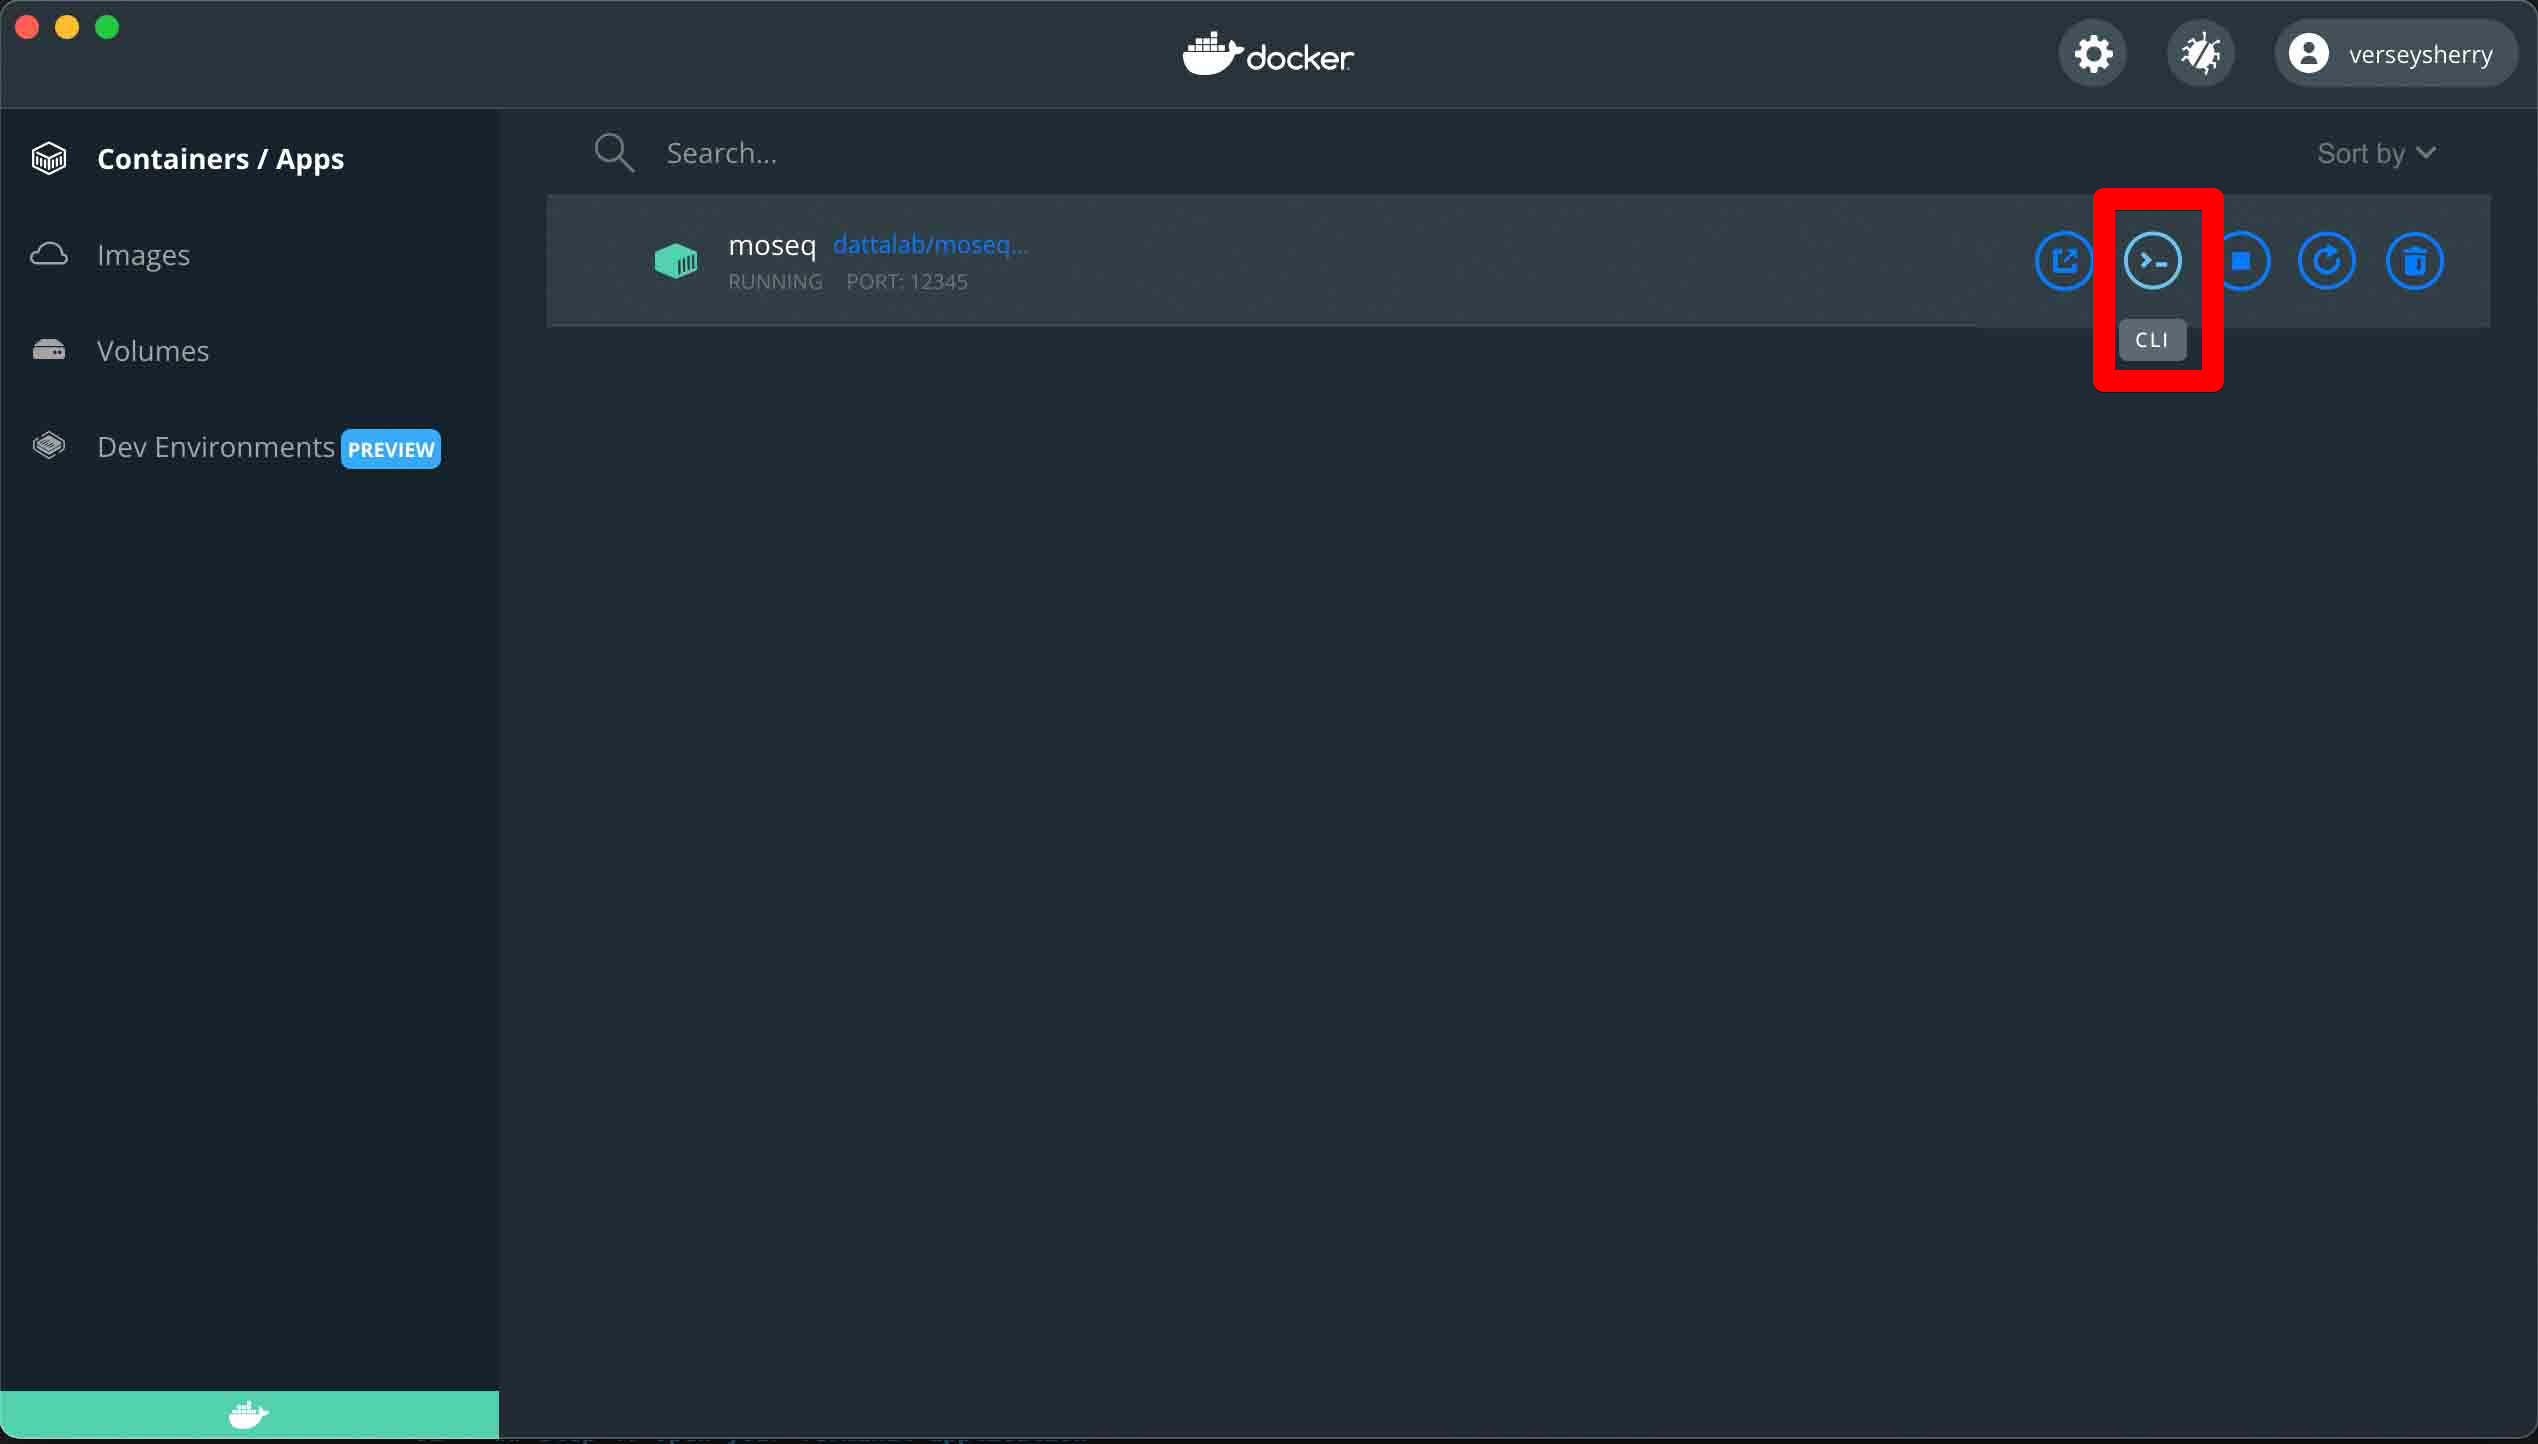 docker
verseysherry
Containers / Apps
Images
Volumes
Dev Environments PREVIEW
Search...
Sort by
moseq dattalab/moseq...
RUNNING PORT: 12345
CLI